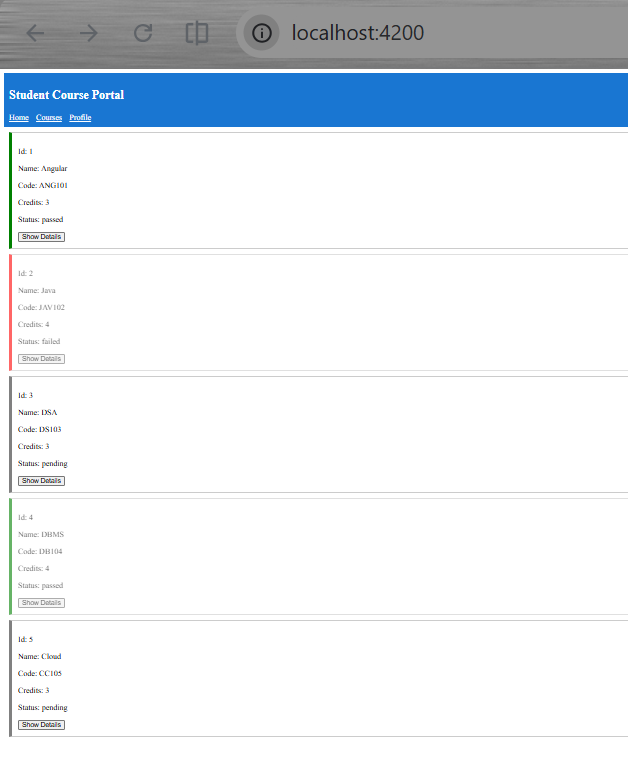 localhost:4200
Student Course Portal
Home Courses Profile
Id: 1
Name: Angular
Code: ANG101
Credits: 3
Status: passed
Show Details
Id: 2
Name: Java
Code: JAV102
Credits: 4
Status: failed
Show Details
Id: 3
Name: DSA
Code: DS103
Credits: 3
Status: pending
Show Details
Id: 4
Name: DBMS
Code: DB104
Credits: 4
Status: passed
Show Details
Id: 5
Name: Cloud
Code: CC105
Credits: 3
Status: pending
Show Details